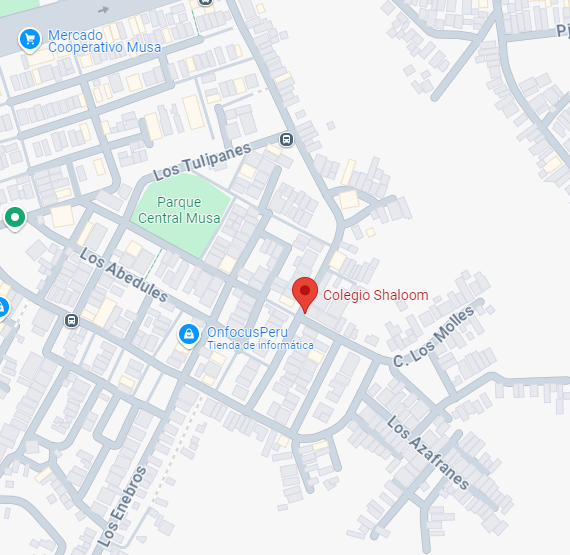 Mercado
Cooperativo Musa
Los Tulipanes
Parque
Central Musa
Los Abedules
Colegio Shaloom
OnfocusPeru
Tienda de informática
C. Los Molles
Los Azafranes
Los Enebros